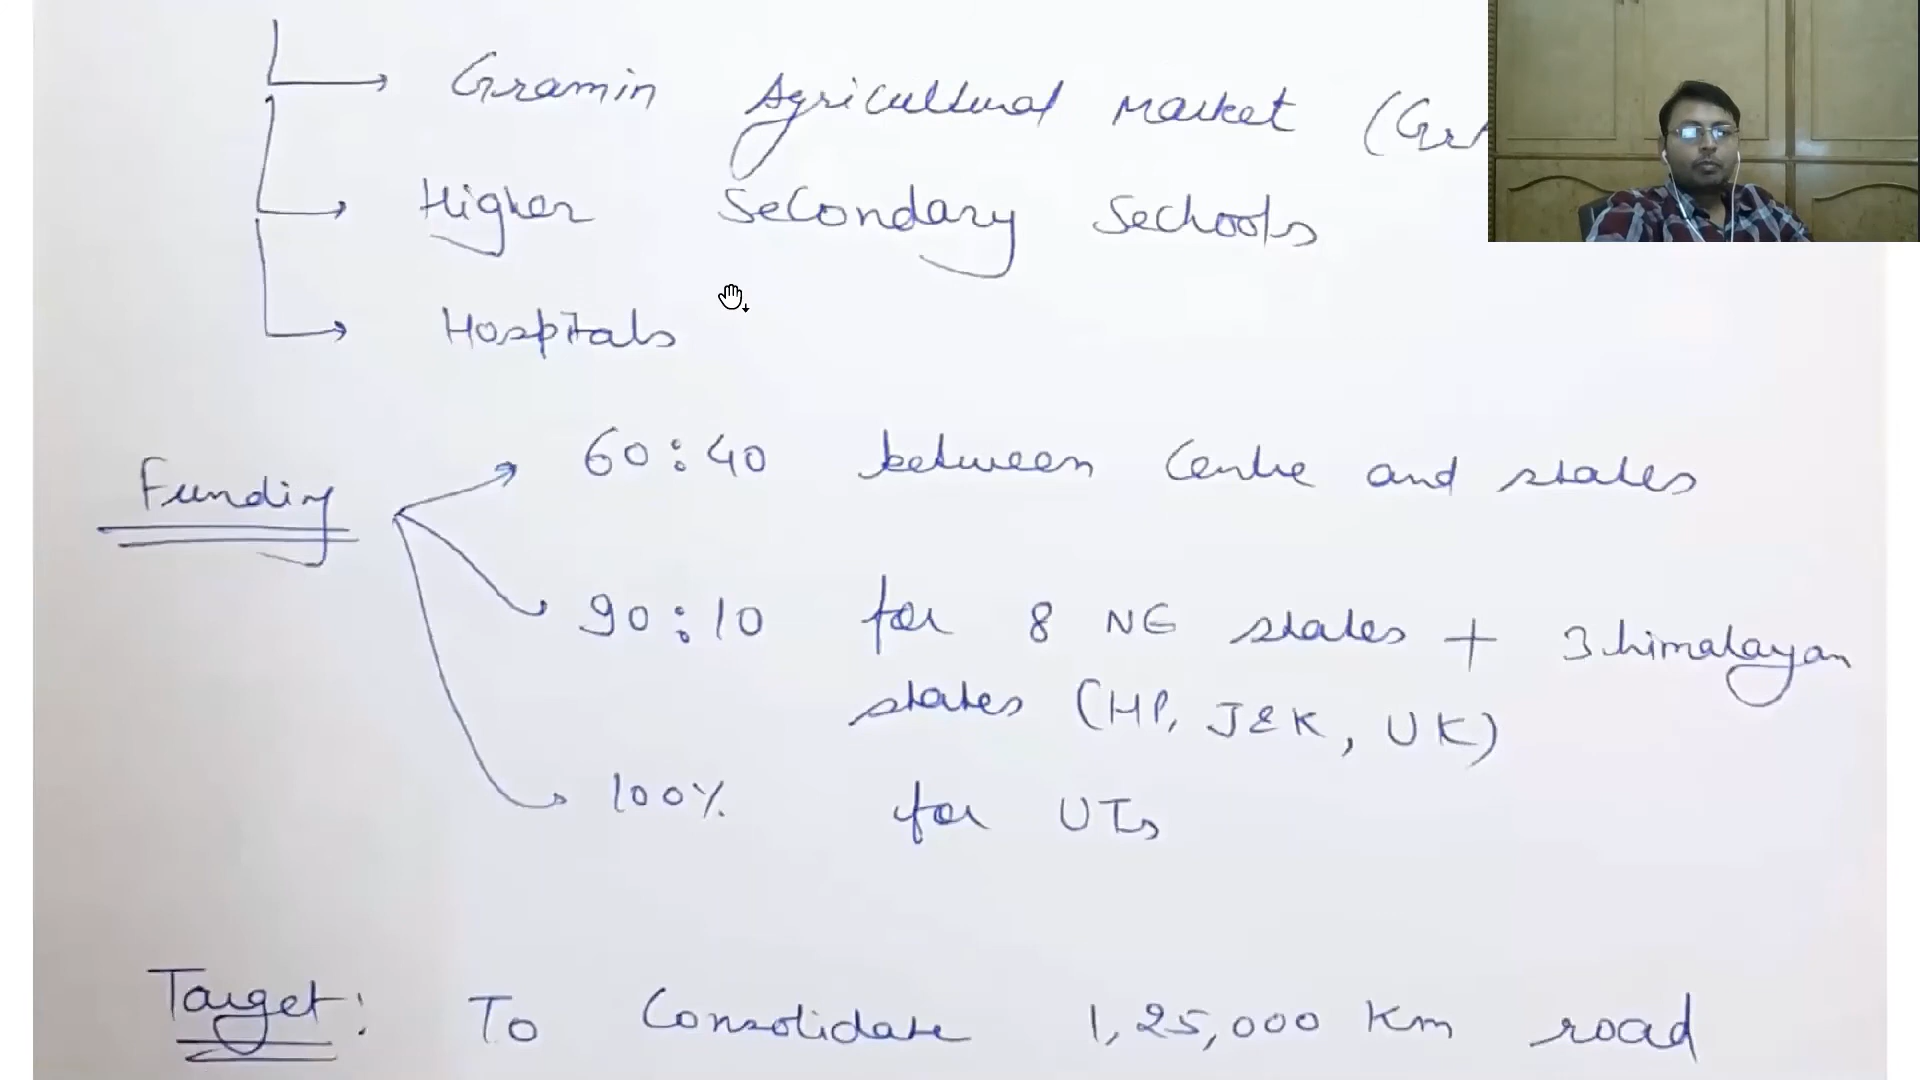 Gramin Agricultural Market (Gr
Higher Secondary Sechools
Hospitals
Funding
60:40 between Centre and states
90:10 for 8 NE states + 3 himalayan
states (HP, J&K, UK)
100% for UTs
Target: To Consolidate 1,25,000 Km road